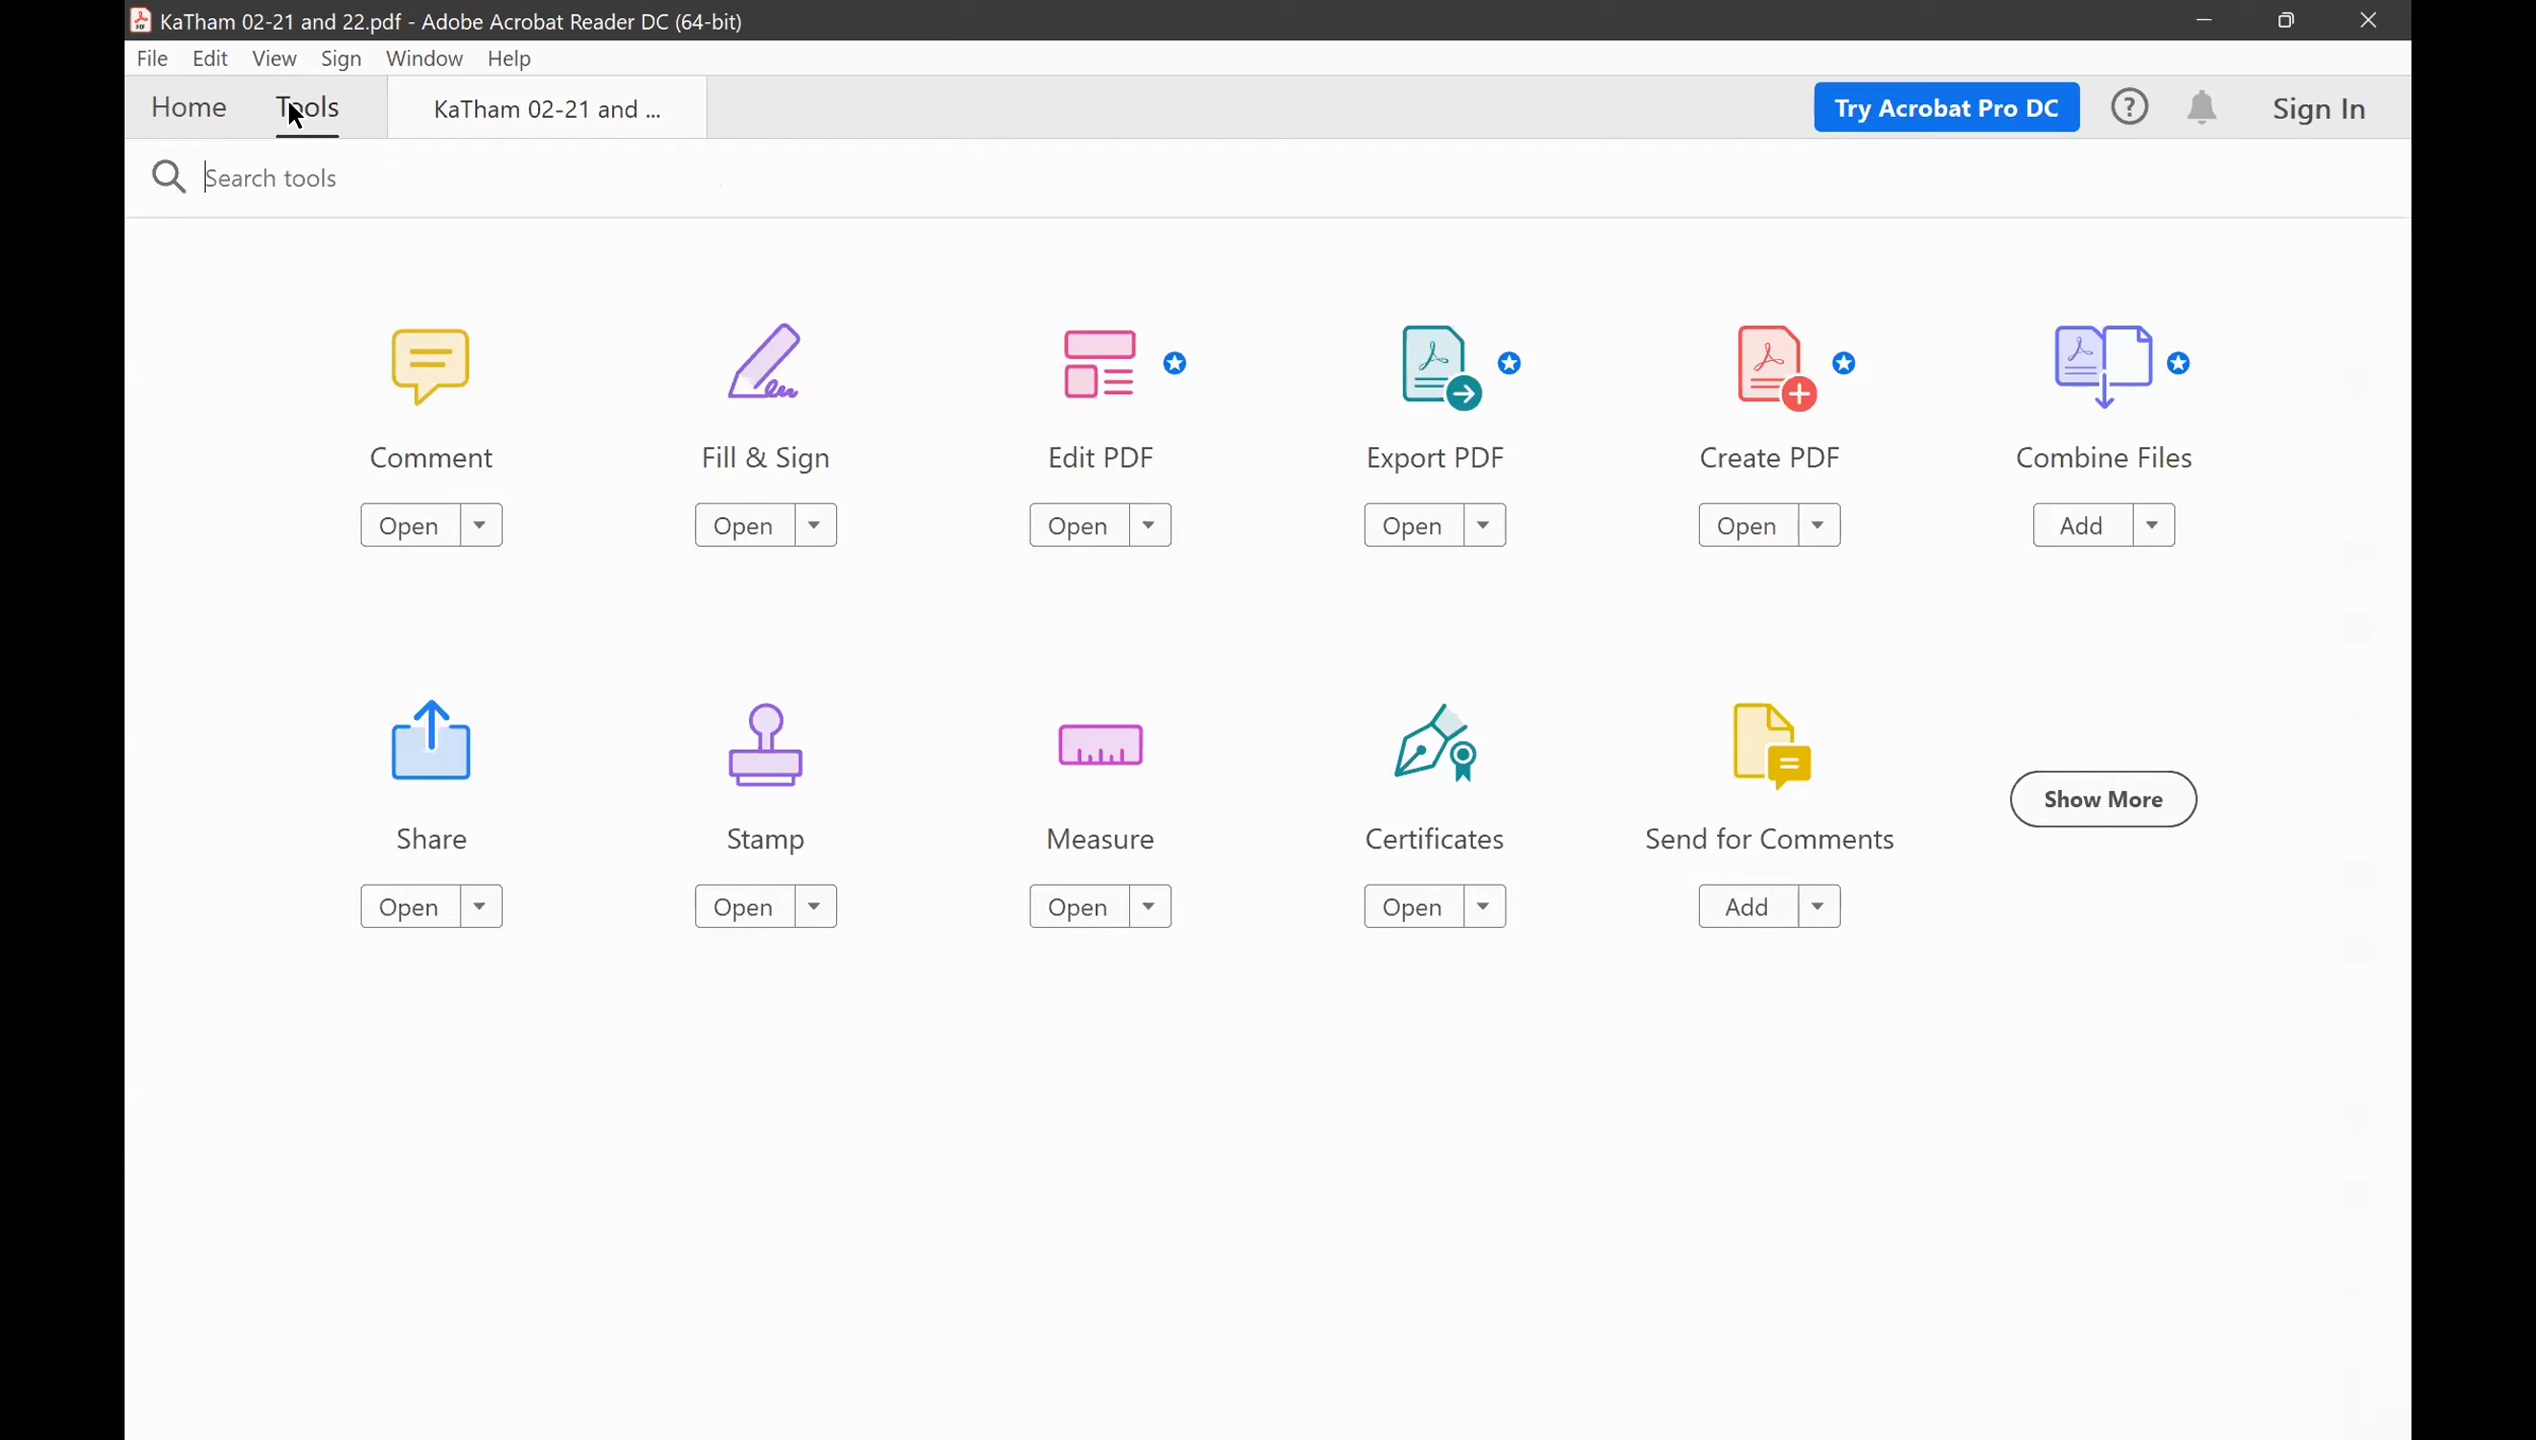 KaTham 02-21 and 22.pdf - Adobe Acrobat Reader DC (64-bit)
File Edit View Sign Window Help
Home Tools KaTham 02-21 and ... Try Acrobat Pro DC Sign In
Search tools
Comment Fill & Sign Edit PDF Export PDF Create PDF Combine Files
Open Open Open Open Open Add
Show More
Share Stamp Measure Certificates Send for Comments
Open Open Open Open Add